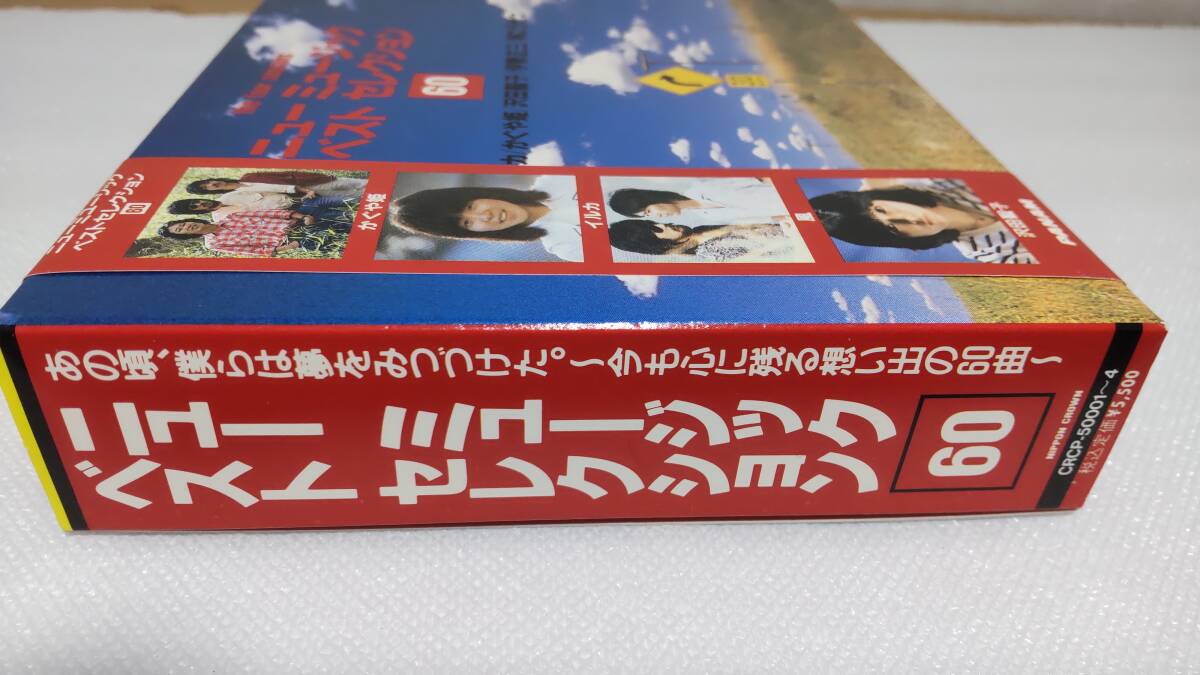 ニュー ミュージック
ベスト セレクション
60
かぐや姫
ニューミュージック
ベストセレクション
60
かぐや姫
イルカ
風
あの頃、僕らは夢をみつづけた。〜今も心に残る想い出の60曲〜
ニュー ミュージック
ベスト セレクション
60
NIPPON CROWN
CRCP-50001〜4
税込定価¥5,500